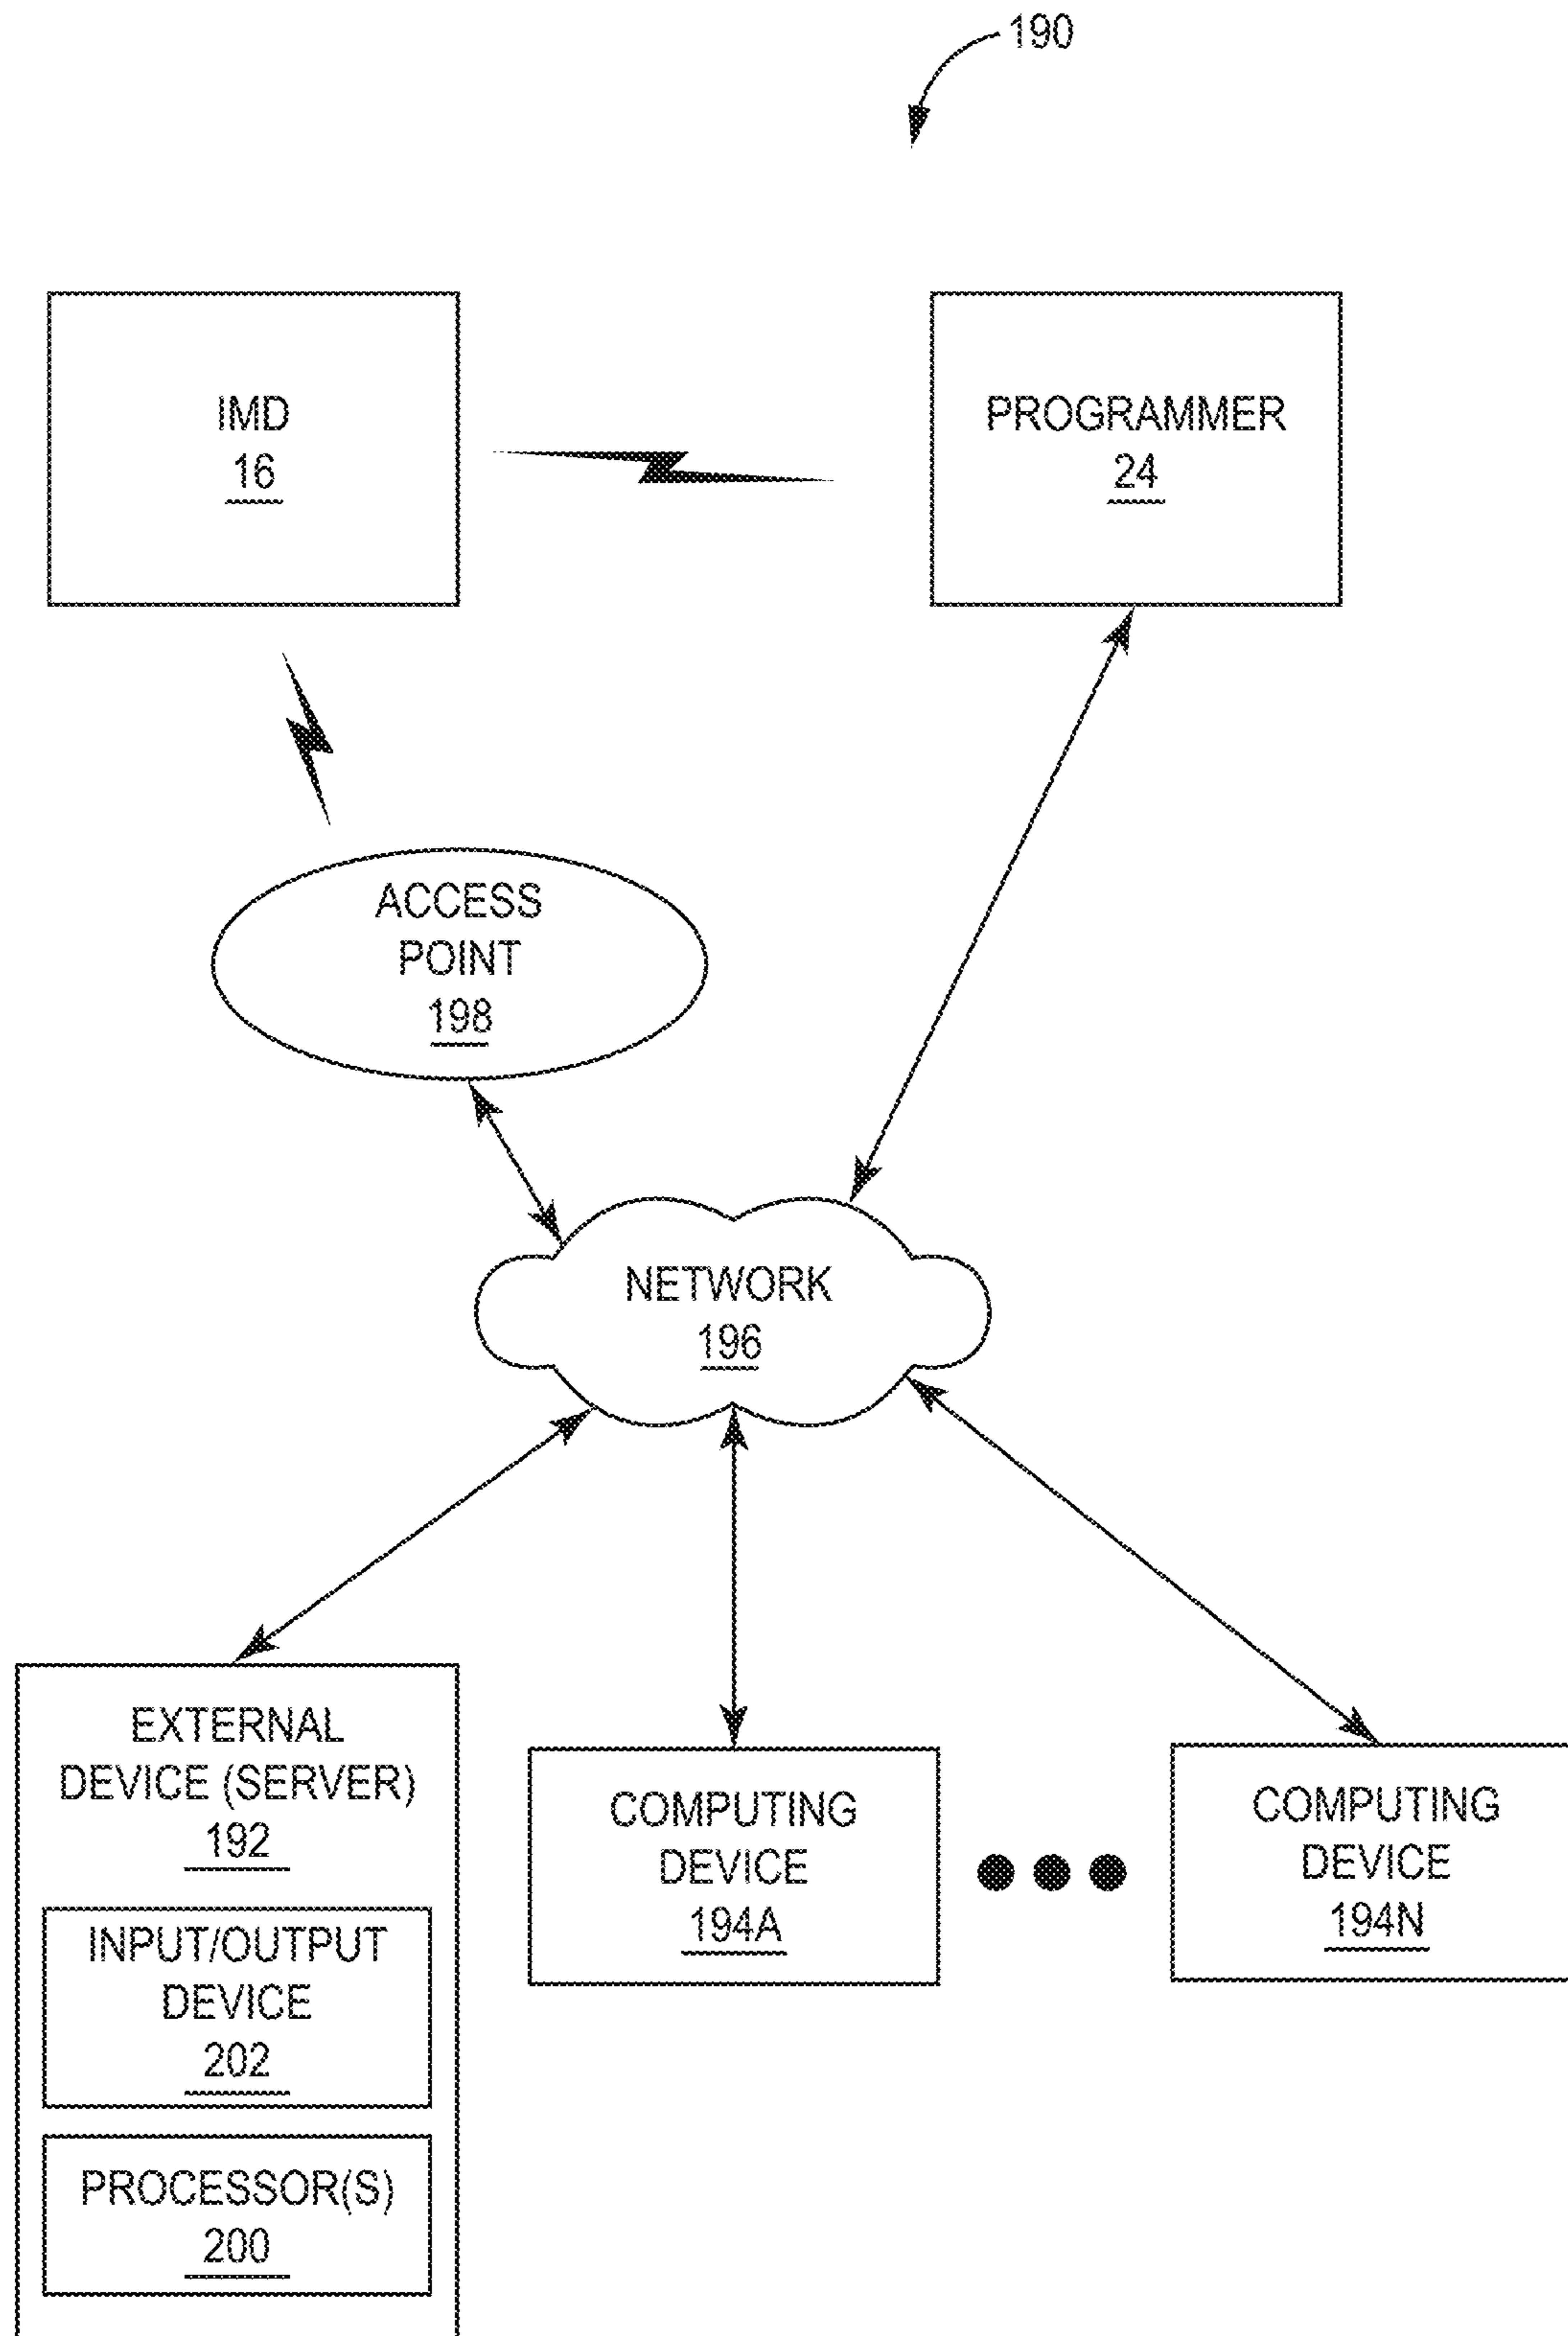 190
IMD
16
PROGRAMMER
24
ACCESS
POINT
198
NETWORK
196
EXTERNAL
DEVICE (SERVER)
192
INPUT/OUTPUT
DEVICE
202
PROCESSOR(S)
200
COMPUTING
DEVICE
194A
COMPUTING
DEVICE
194N